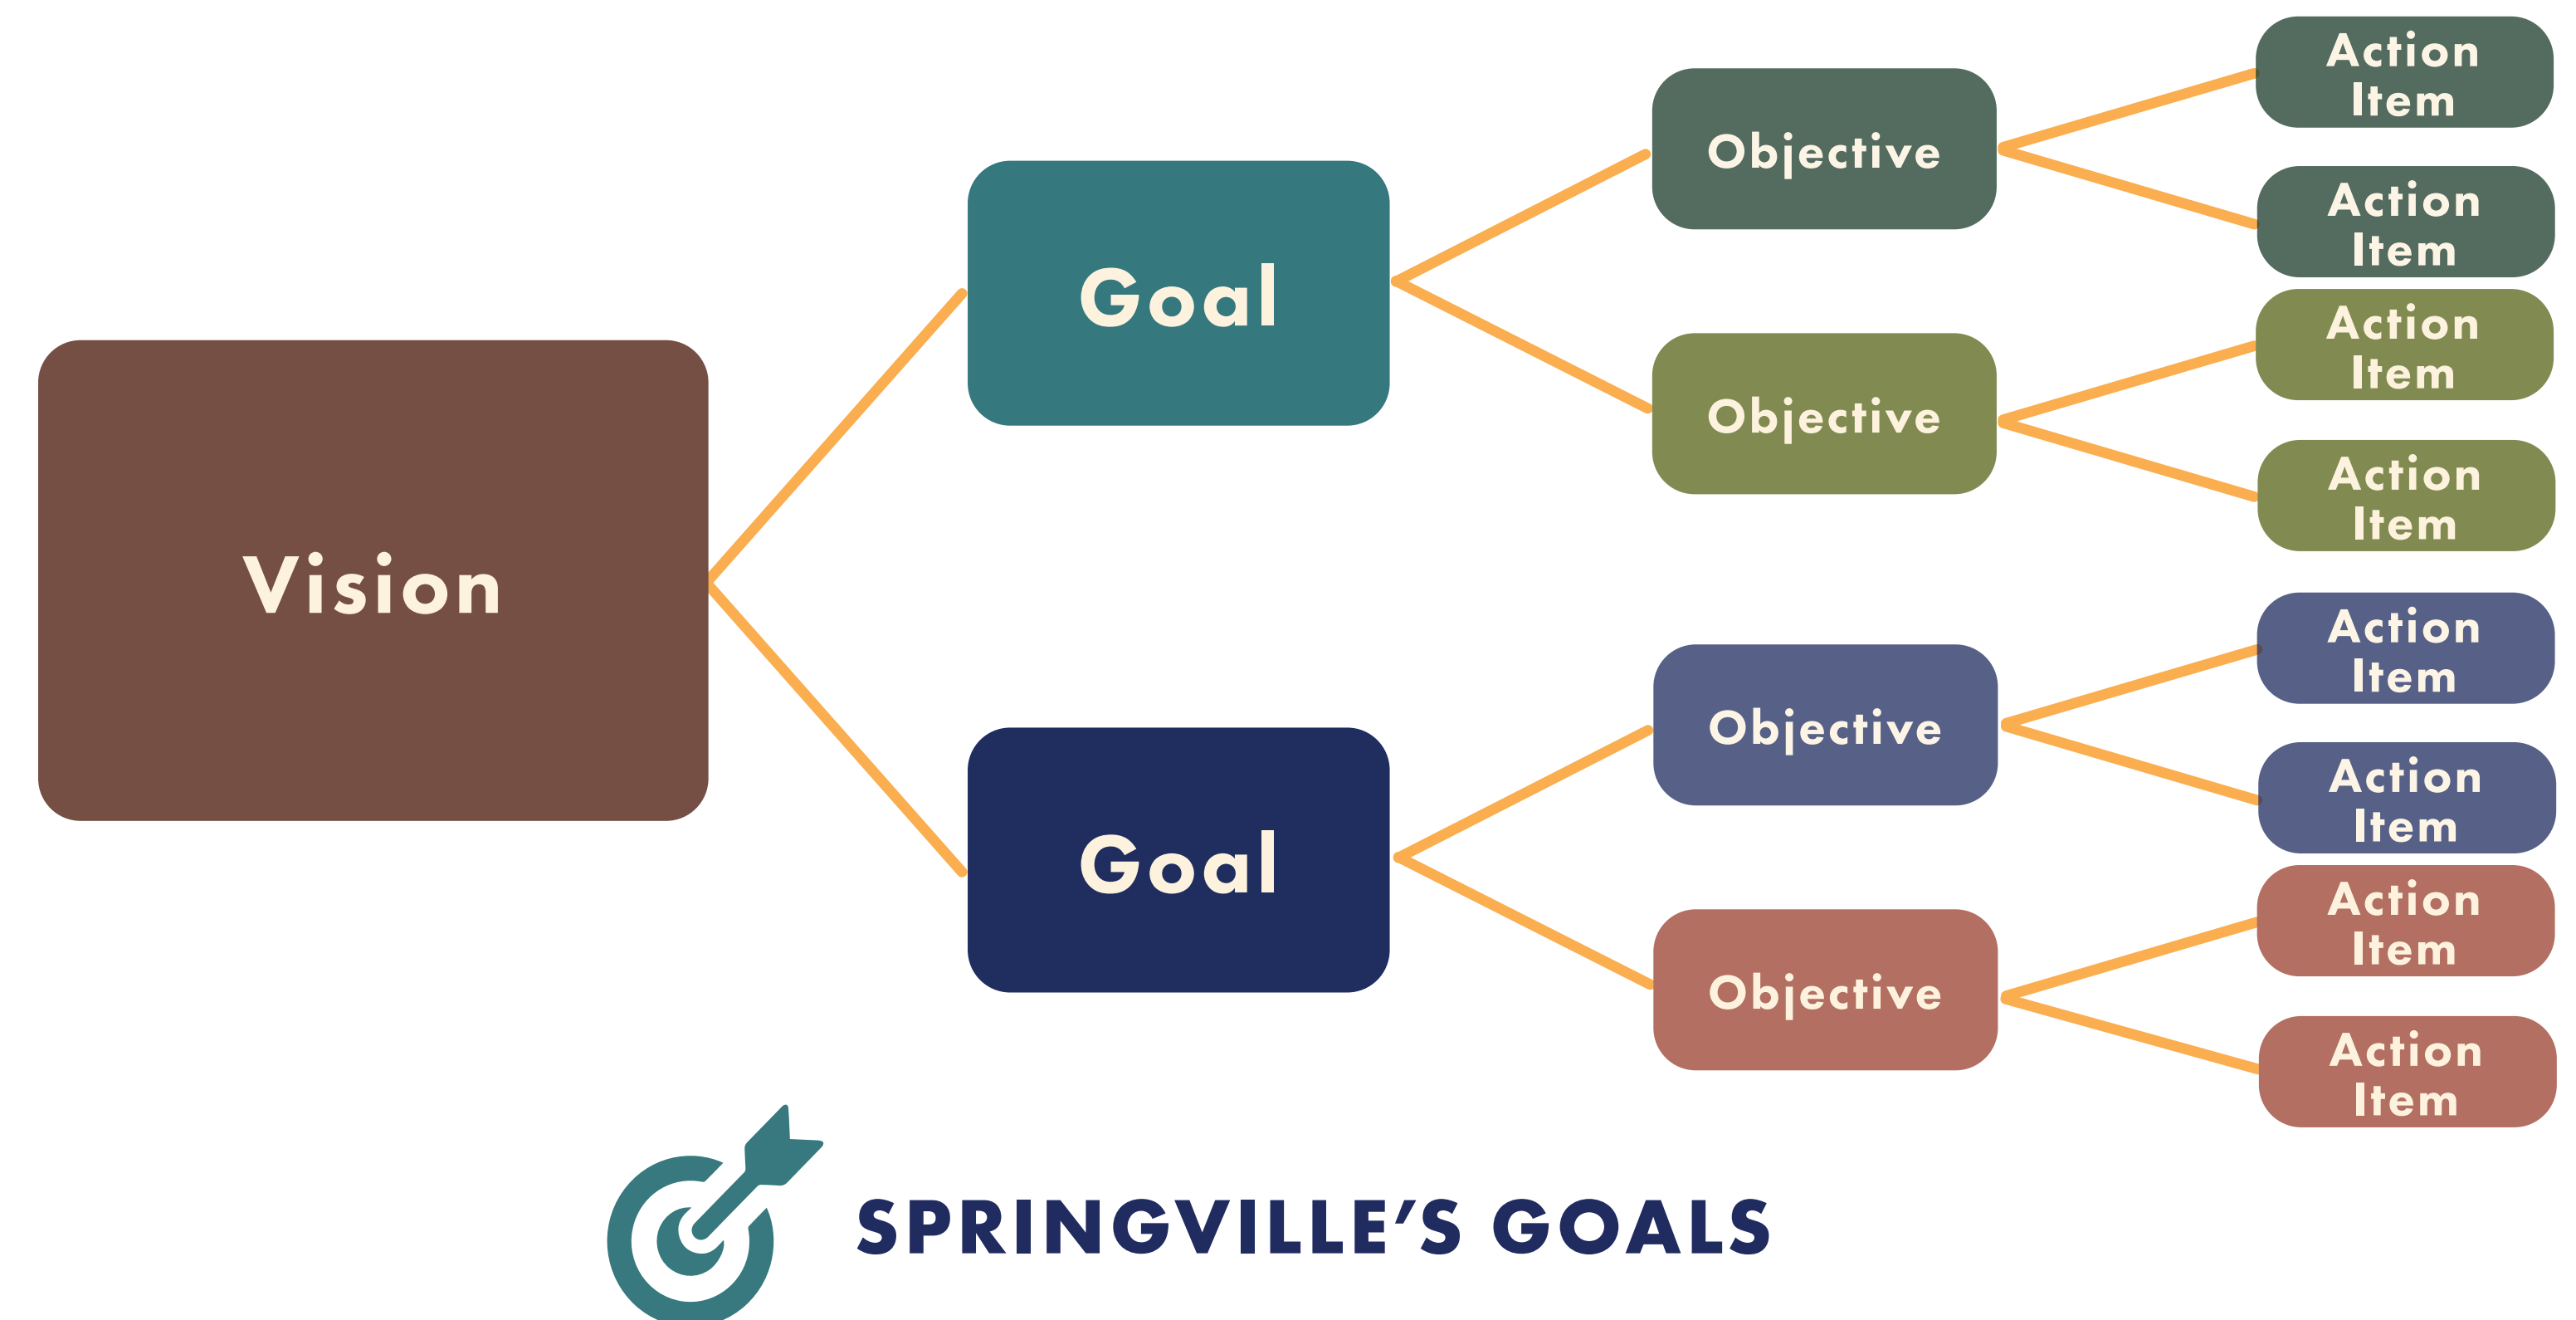 Vision
Goal
Objective
Action
Item
Action
Item
Objective
Action
Item
Action
Item
Goal
Objective
Action
Item
Action
Item
Objective
Action
Item
Action
Item
SPRINGVILLE’S GOALS